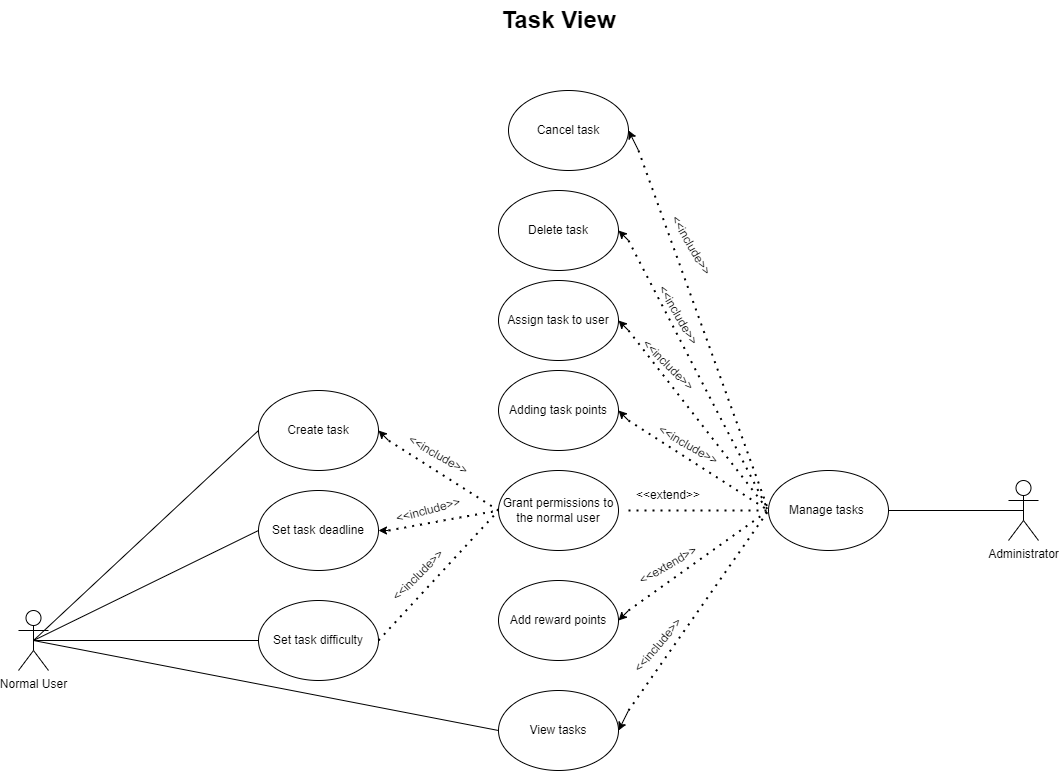 Task View
Cancel task
<<include>>
Delete task
<<include>>
Assign task to user
<<include>>
Adding task points
<<include>>
Create task
<<include>>
Grant permissions to
the normal user
<<extend>>
Manage tasks
Administrator
Set task deadline
<<include>>
<<include>>
<<extend>>
Add reward points
Set task difficulty
<<include>>
Normal User
View tasks